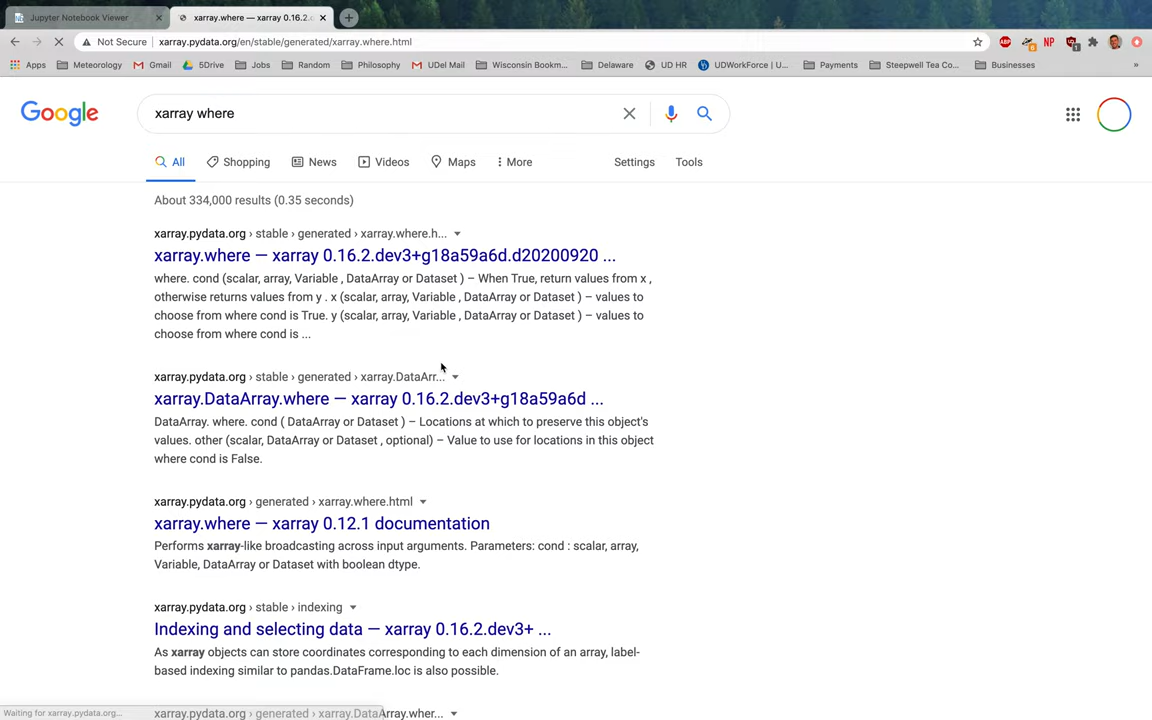 Jupyter Notebook Viewer
xarray.where — xarray 0.16.2.d
Not Secure xarray.pydata.org/en/stable/generated/xarray.where.html
ABP 6 NP 1
Apps Meteorology Gmail 5Drive Jobs Random Philosophy UDel Mail Wisconsin Bookm... Delaware UD HR UDWorkForce | U... Payments Steepwell Tea Co... Businesses »
Google xarray where
All Shopping News Videos Maps More Settings Tools
About 334,000 results (0.35 seconds)
xarray.pydata.org › stable › generated › xarray.where.h...
xarray.where — xarray 0.16.2.dev3+g18a59a6d.d20200920 ...
where. cond (scalar, array, Variable , DataArray or Dataset ) – When True, return values from x ,
otherwise returns values from y . x (scalar, array, Variable , DataArray or Dataset ) – values to
choose from where cond is True. y (scalar, array, Variable , DataArray or Dataset ) – values to
choose from where cond is ...
xarray.pydata.org › stable › generated › xarray.DataArr...
xarray.DataArray.where — xarray 0.16.2.dev3+g18a59a6d ...
DataArray. where. cond ( DataArray or Dataset ) – Locations at which to preserve this object's
values. other (scalar, DataArray or Dataset , optional) – Value to use for locations in this object
where cond is False.
xarray.pydata.org › generated › xarray.where.html
xarray.where — xarray 0.12.1 documentation
Performs xarray-like broadcasting across input arguments. Parameters: cond : scalar, array,
Variable, DataArray or Dataset with boolean dtype.
xarray.pydata.org › stable › indexing
Indexing and selecting data — xarray 0.16.2.dev3+ ...
As xarray objects can store coordinates corresponding to each dimension of an array, label-
based indexing similar to pandas.DataFrame.loc is also possible.
Waiting for xarray.pydata.org...
xarray.pydata.org › generated › xarray.DataArray.wher...